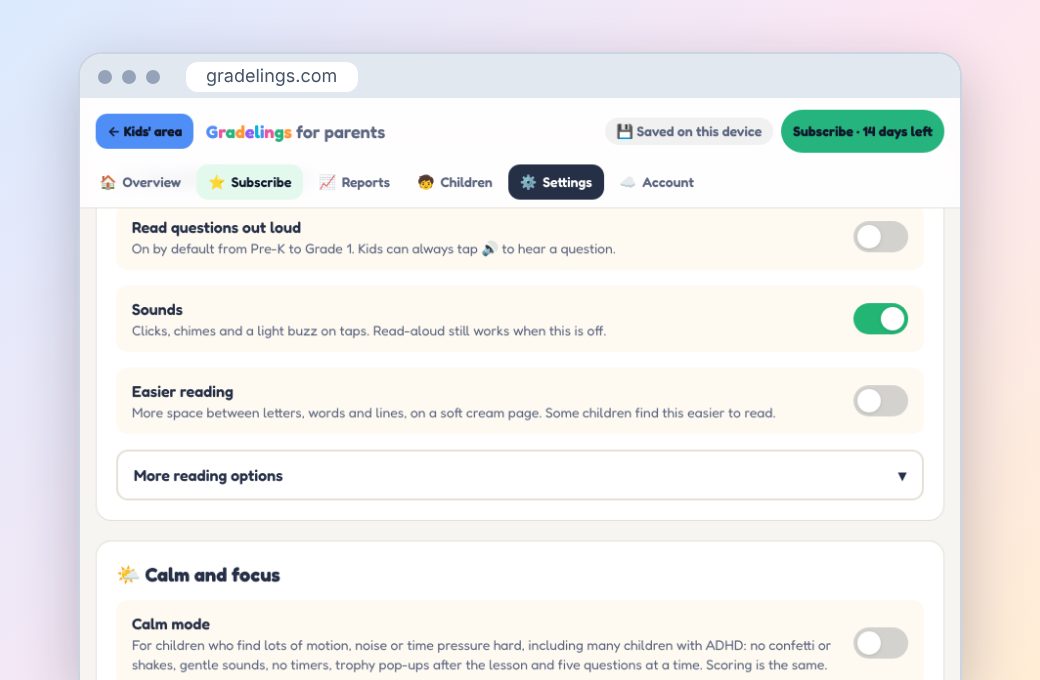 gradelings.com
← Kids' area
Gradelings for parents
💾 Saved on this device
Subscribe · 14 days left
🏠 Overview
⭐ Subscribe
📈 Reports
🧒 Children
⚙️ Settings
☁️ Account
Read questions out loud
On by default from Pre-K to Grade 1. Kids can always tap 🔊 to hear a question.
Sounds
Clicks, chimes and a light buzz on taps. Read-aloud still works when this is off.
Easier reading
More space between letters, words and lines, on a soft cream page. Some children find this easier to read.
More reading options ▼
🌤️ Calm and focus
Calm mode
For children who find lots of motion, noise or time pressure hard, including many children with ADHD: no confetti or
shakes, gentle sounds, no timers, trophy pop-ups after the lesson and five questions at a time. Scoring is the same.